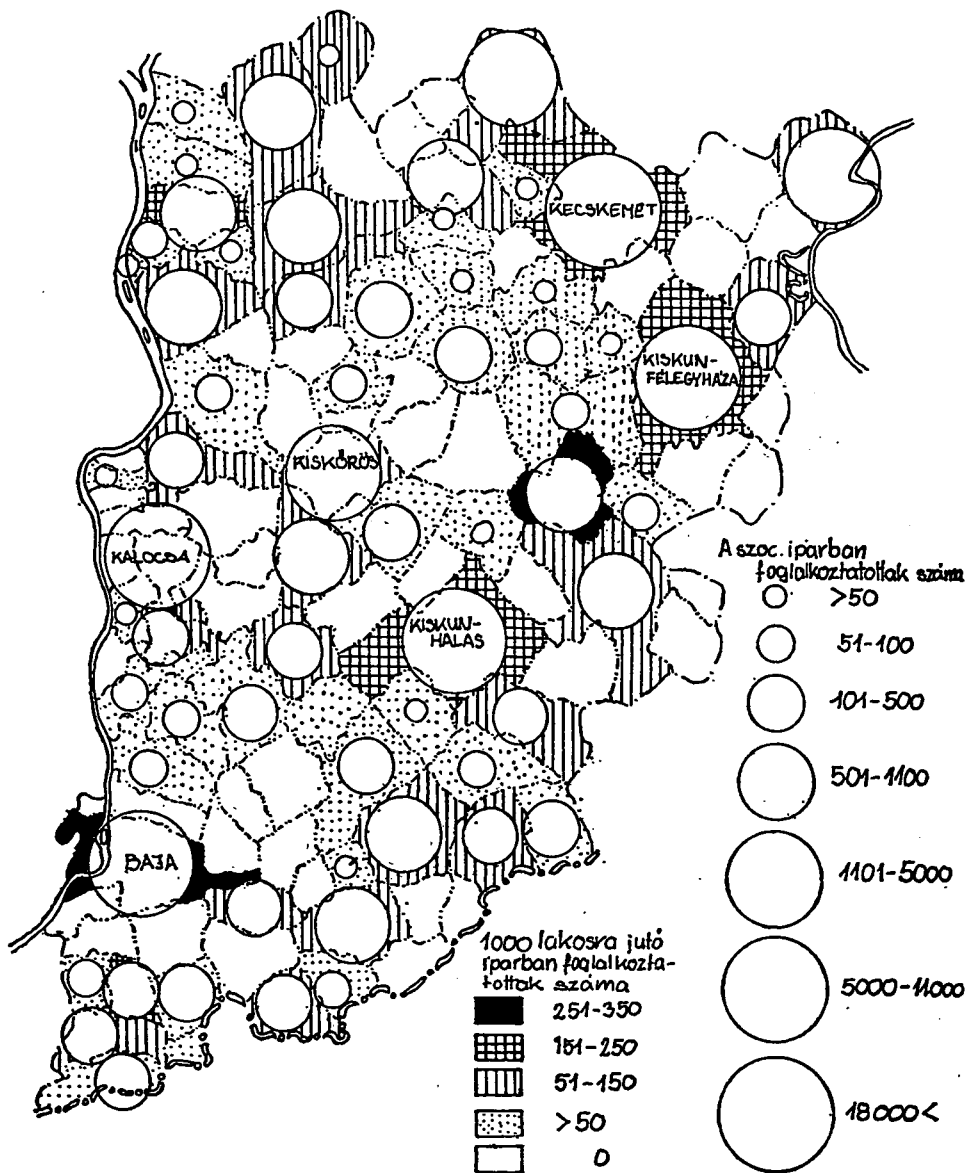 KECSKEMÉT
KISKUN-
FÉLEGYHÁZA
KISKŐRÖS
KALOCSA
KISKUN-
HALAS
BAJA
A szoc. iparban
foglalkoztatottak száma
>50
51-100
101-500
501-1100
1101-5000
5000-11000
18000<
1000 lakosra jutó
iparban foglalkozta-
tottak száma
251-350
151-250
51-150
>50
0